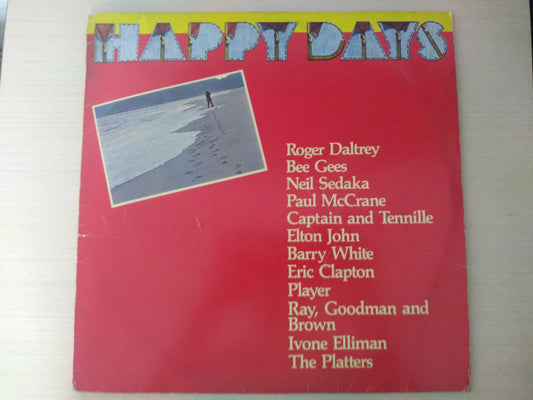 HAPPY DAYS
Roger Daltrey
Bee Gees
Neil Sedaka
Paul McCrane
Captain and Tennille
Elton John
Barry White
Eric Clapton
Player
Ray, Goodman and
Brown
Ivone Elliman
The Platters